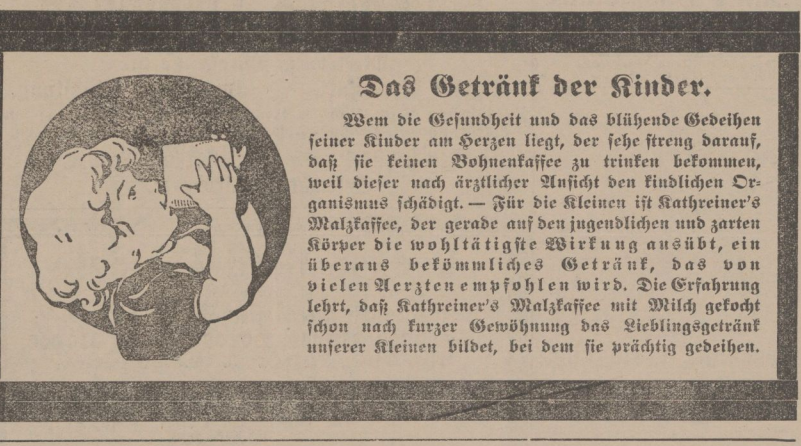 Das Getränk der Kinder.
Wem die Gesundheit und das blühende Gedeihen
seiner Kinder am Herzen liegt, der sehe streng darauf,
daß sie keinen Bohnenkaffee zu trinken bekommen,
weil dieser nach ärztlicher Ansicht den kindlichen Or-
ganismus schädigt. — Für die Kleinen ist Kathreiner's
Malzkaffee, der gerade auf den jugendlichen und zarten
Körper die wohltätigste Wirkung ausübt, ein
überaus bekömmliches Getränk, das von
vielen Aerzten empfohlen wird. Die Erfahrung
lehrt, daß Kathreiner's Malzkaffee mit Milch gekocht
schon nach kurzer Gewöhnung das Lieblingsgetränk
unserer Kleinen bildet, bei dem sie prächtig gedeihen.